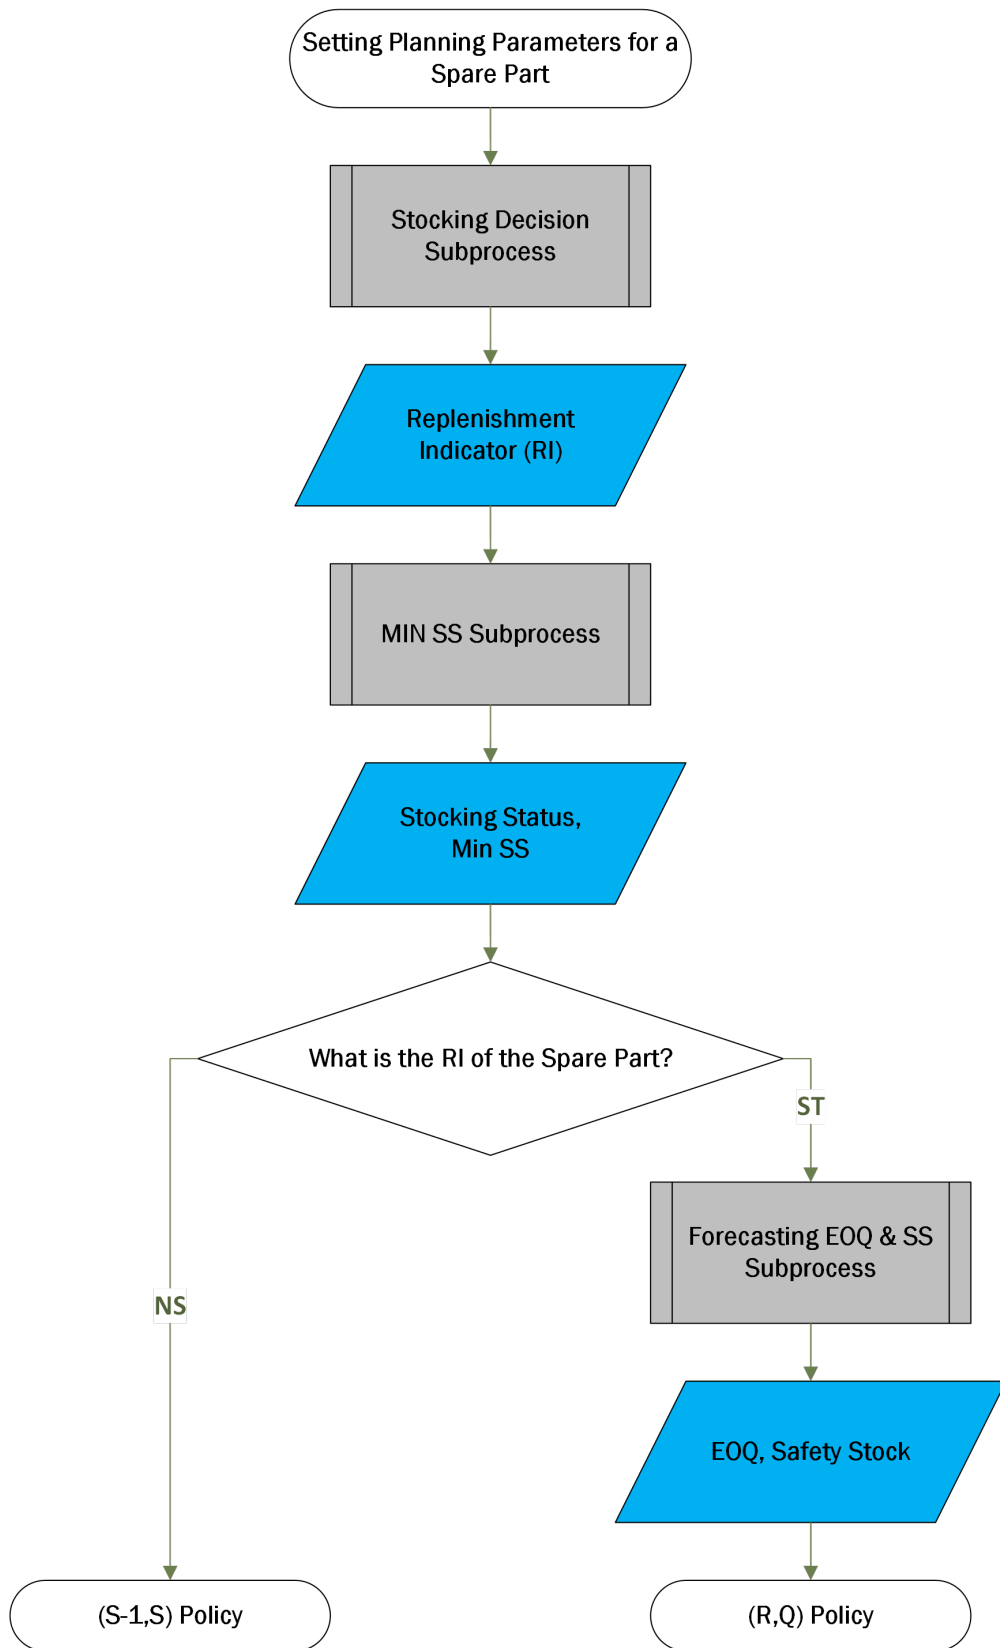 Setting Planning Parameters for a
Spare Part
Stocking Decision
Subprocess
Replenishment
Indicator (RI)
MIN SS Subprocess
Stocking Status,
Min SS
What is the RI of the Spare Part?
ST
Forecasting EOQ & SS
Subprocess
NS
EOQ, Safety Stock
(S-1,S) Policy
(R,Q) Policy